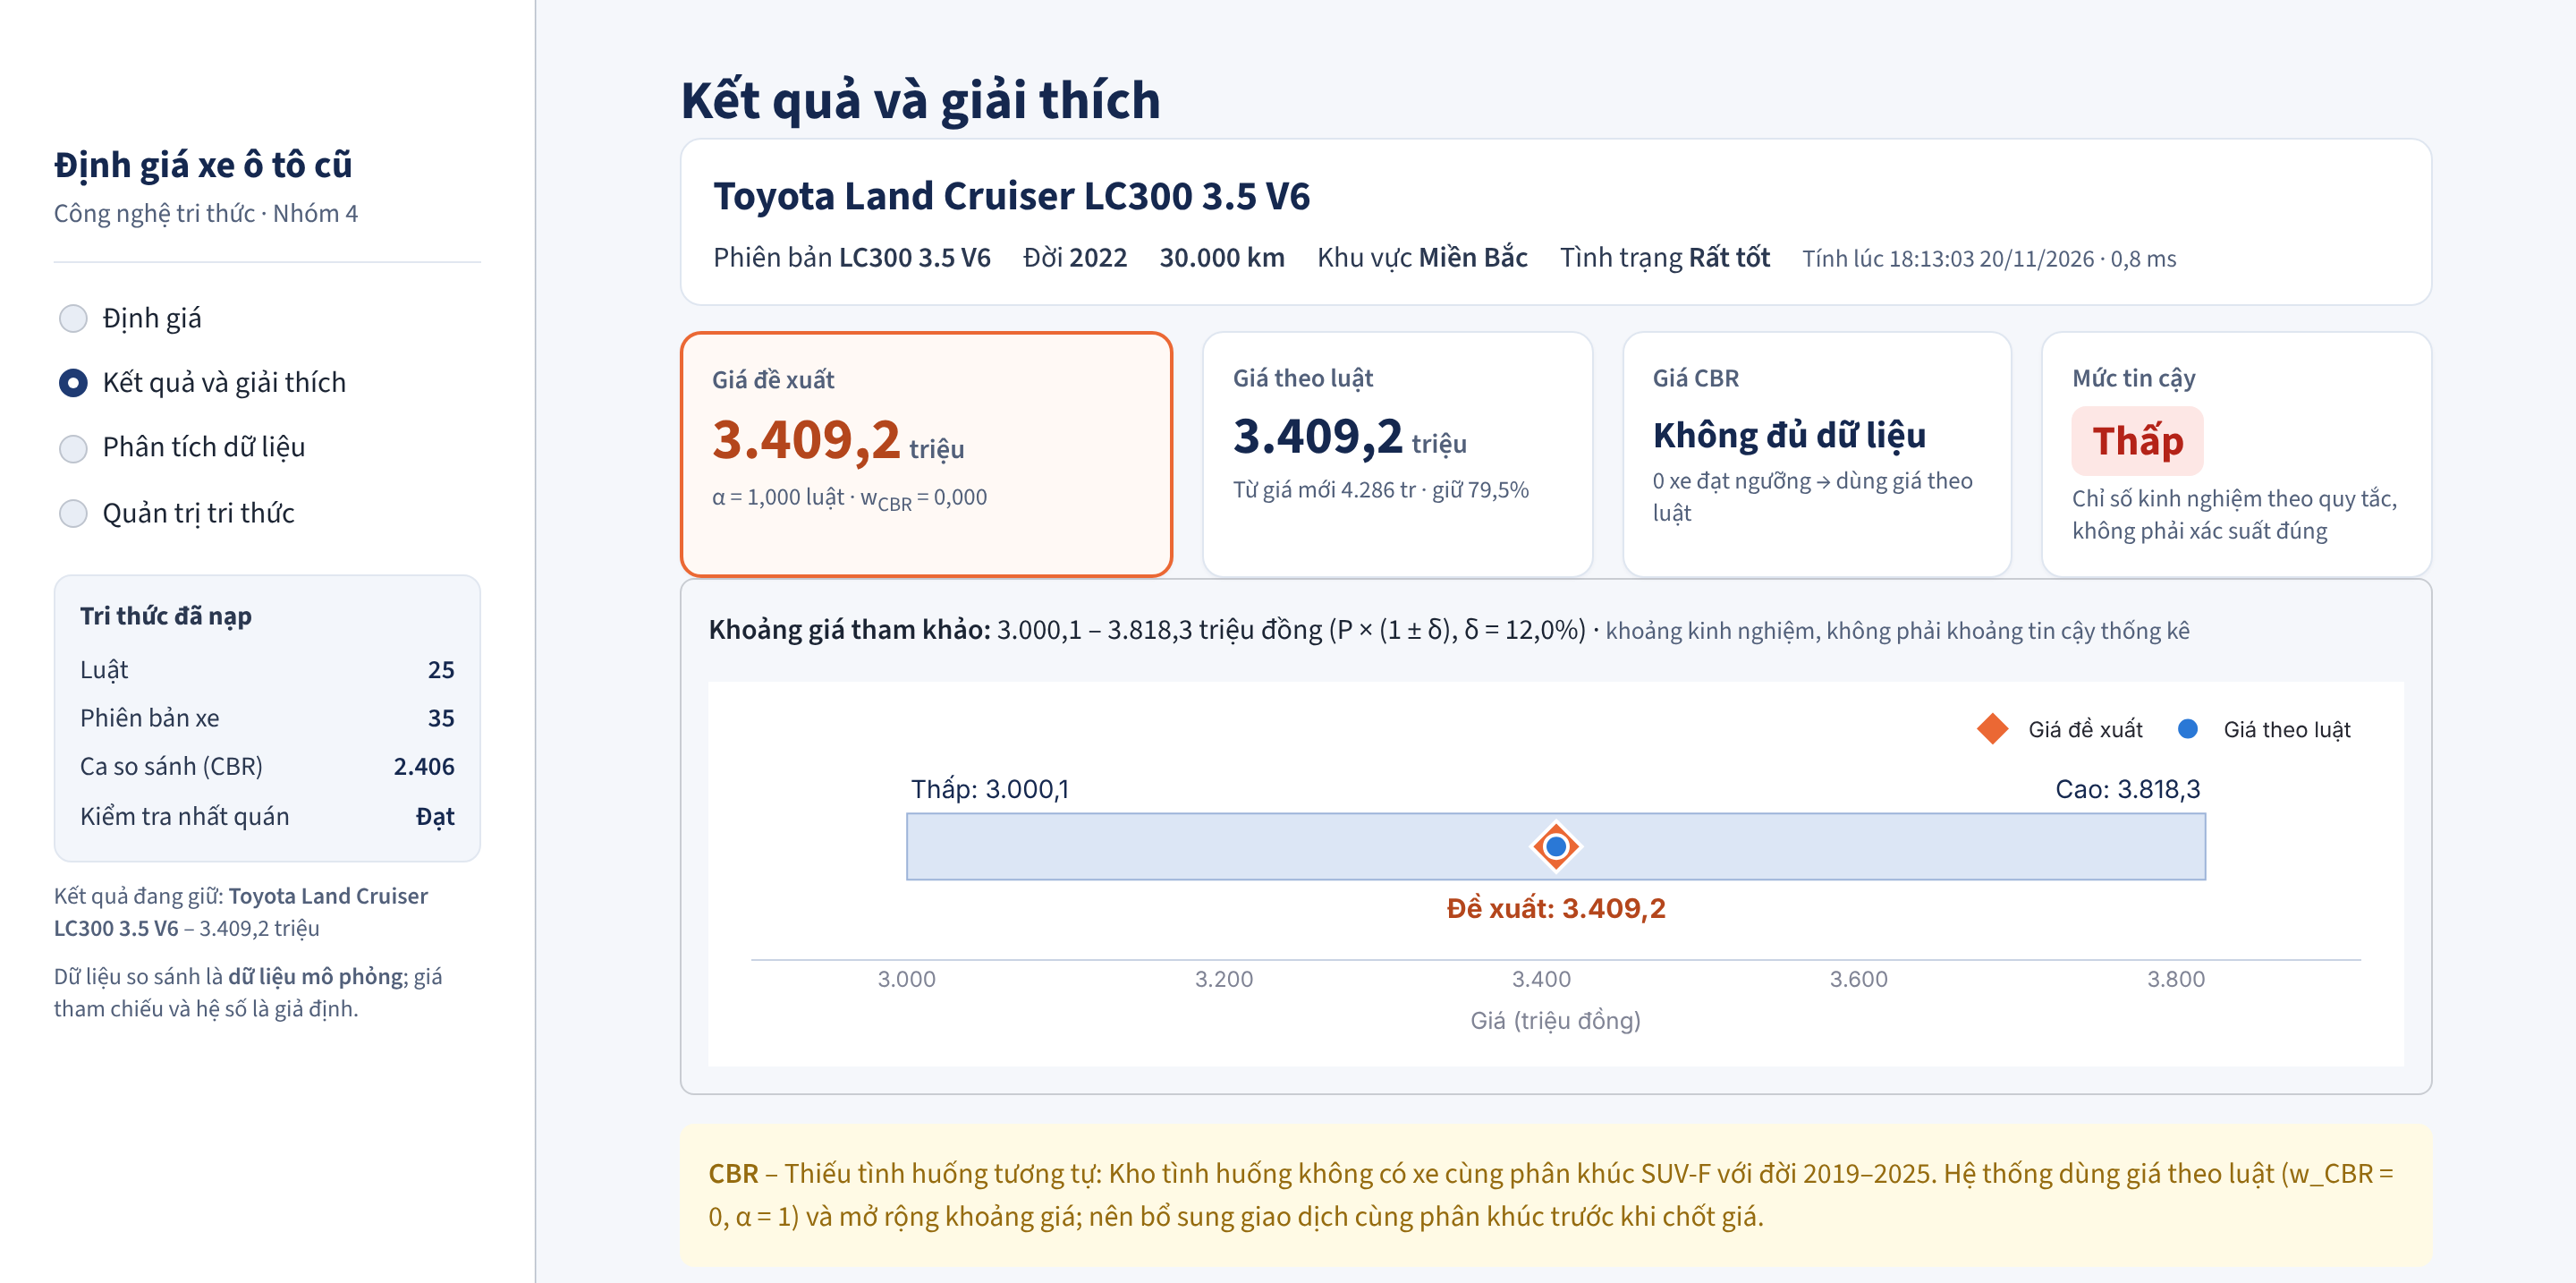 Định giá xe ô tô cũ
Công nghệ tri thức · Nhóm 4
Định giá
Kết quả và giải thích
Phân tích dữ liệu
Quản trị tri thức
Tri thức đã nạp
Luật 25
Phiên bản xe 35
Ca so sánh (CBR) 2.406
Kiểm tra nhất quán Đạt
Kết quả đang giữ: Toyota Land Cruiser
LC300 3.5 V6 – 3.409,2 triệu
Dữ liệu so sánh là dữ liệu mô phỏng; giá
tham chiếu và hệ số là giả định.
Kết quả và giải thích
Toyota Land Cruiser LC300 3.5 V6
Phiên bản LC300 3.5 V6 Đời 2022 30.000 km Khu vực Miền Bắc Tình trạng Rất tốt Tính lúc 18:13:03 20/11/2026 · 0,8 ms
Giá đề xuất
3.409,2 triệu
α = 1,000 luật · wCBR = 0,000
Giá theo luật
3.409,2 triệu
Từ giá mới 4.286 tr · giữ 79,5%
Giá CBR
Không đủ dữ liệu
0 xe đạt ngưỡng → dùng giá theo
luật
Mức tin cậy
Thấp
Chỉ số kinh nghiệm theo quy tắc,
không phải xác suất đúng
Khoảng giá tham khảo: 3.000,1 – 3.818,3 triệu đồng (P × (1 ± δ), δ = 12,0%) · khoảng kinh nghiệm, không phải khoảng tin cậy thống kê
Giá đề xuất Giá theo luật
Thấp: 3.000,1 Cao: 3.818,3
Đề xuất: 3.409,2
3.000 3.200 3.400 3.600 3.800
Giá (triệu đồng)
CBR – Thiếu tình huống tương tự: Kho tình huống không có xe cùng phân khúc SUV-F với đời 2019–2025. Hệ thống dùng giá theo luật (w_CBR =
0, α = 1) và mở rộng khoảng giá; nên bổ sung giao dịch cùng phân khúc trước khi chốt giá.